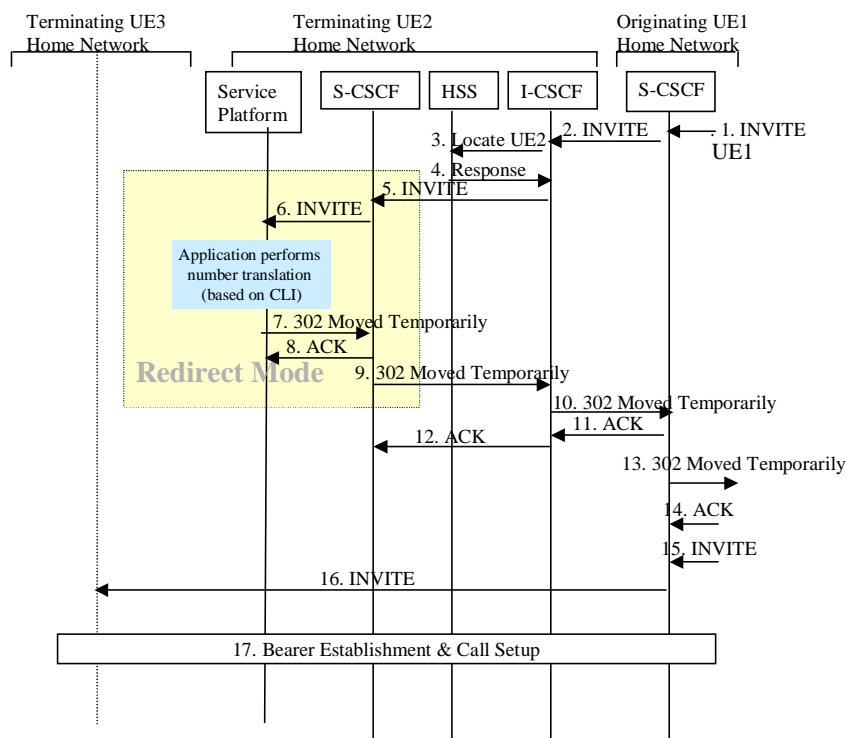 Terminating UE3
Home Network
Terminating UE2
Home Network
Originating UE1
Home Network
Service
Platform
S-CSCF
HSS
I-CSCF
S-CSCF
. 1. INVITE
UE1
2. INVITE
3. Locate UE2
4. Response
5. INVITE
6. INVITE
Application performs
number translation
(based on CLI)
7. 302 Moved Temporarily
8. ACK
Redirect Mode
9. 302 Moved Temporarily
10. 302 Moved Temporarily
11. ACK
12. ACK
13. 302 Moved Temporarily
14. ACK
15. INVITE
16. INVITE
17. Bearer Establishment & Call Setup